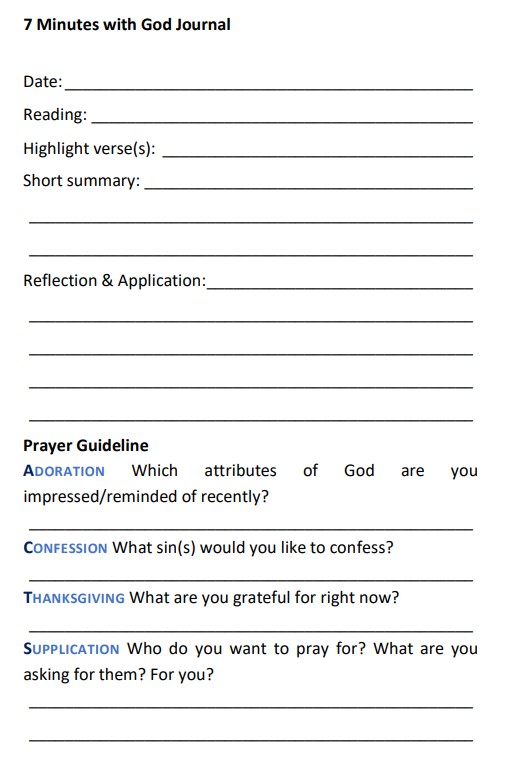 7 Minutes with God Journal
Date:
Reading:
Highlight verse(s):
Short summary:
Reflection & Application:
Prayer Guideline
ADORATION Which attributes of God are you
impressed/reminded of recently?
CONFESSION What sin(s) would you like to confess?
THANKSGIVING What are you grateful for right now?
SUPPLICATION Who do you want to pray for? What are you
asking for them? For you?